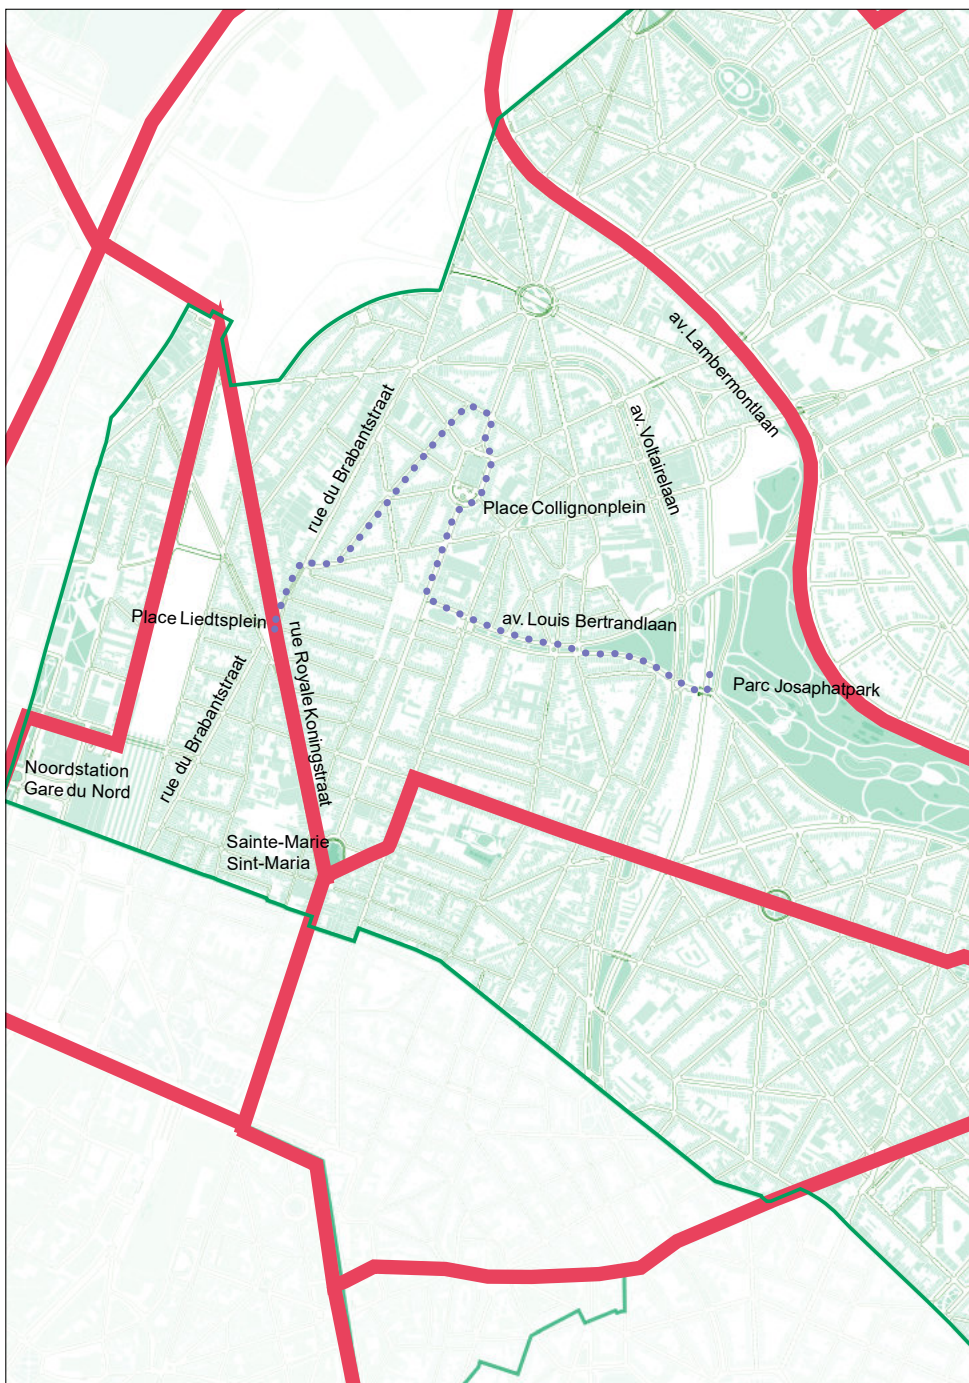 av. Lambermontlaan
rue du Brabantstraat
av. Voltairelaan
Place Collignonplein
Place Liedtsplein
rue Royale Koningstraat
av. Louis Bertrandlaan
rue du Brabantstraat
Parc Josaphatpark
Noordstation
Gare du Nord
Sainte-Marie
Sint-Maria